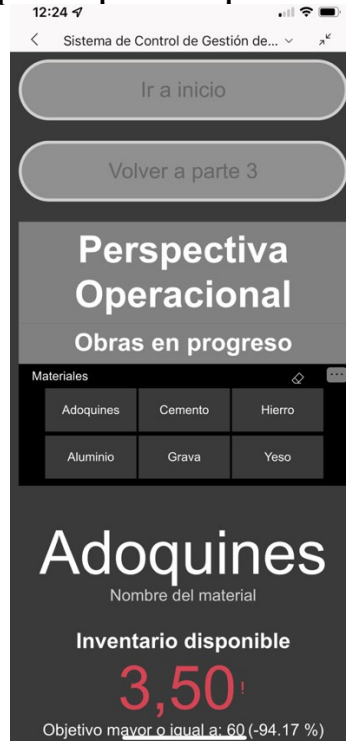 12:24
Sistema de Control de Gestión de...
Ir a inicio
Volver a parte 3
Perspectiva
Operacional
Obras en progreso
Materiales
Adoquines Cemento Hierro
Aluminio Grava Yeso
Adoquines
Nombre del material
Inventario disponible
3,50!
Objetivo mayor o igual a: 60 (-94.17 %)